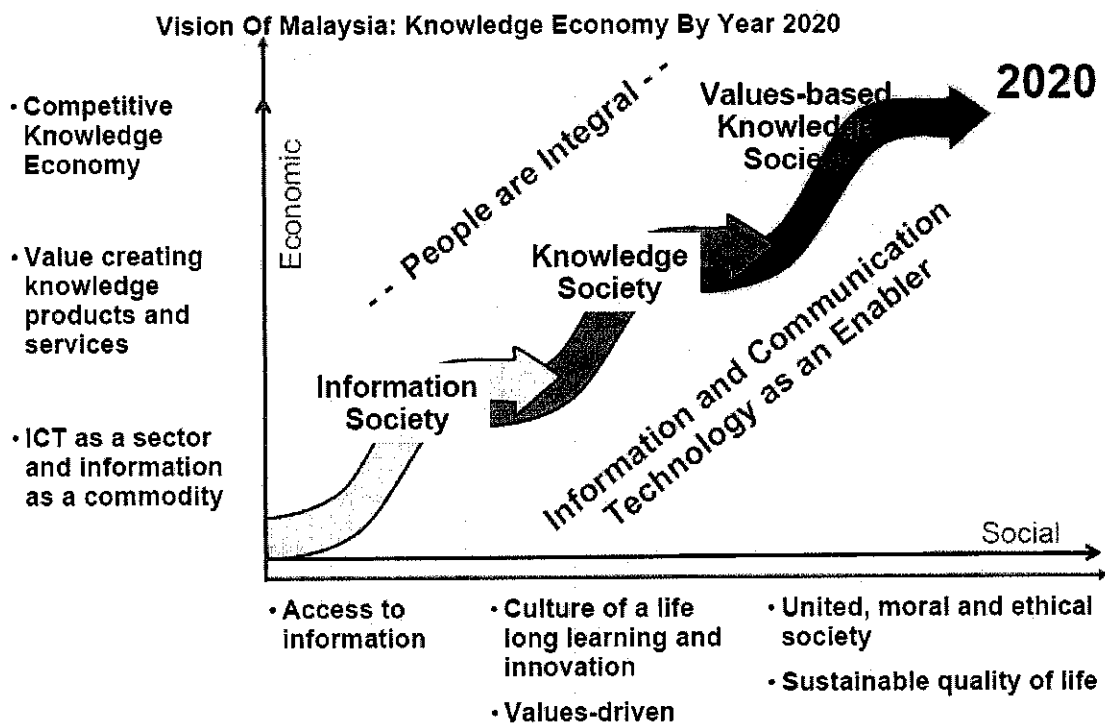 Vision Of Malaysia: Knowledge Economy By Year 2020
2020
• Competitive
Knowledge
Economy
• Value creating
knowledge
products and
services
• ICT as a sector
and information
as a commodity
Economic
- - People are Integral - -
Values-based
Knowledge
Society
Knowledge
Society
Information
Society
Information and Communication
Technology as an Enabler
Social
• Access to
information
• Culture of a life
long learning and
innovation
• Values-driven
• United, moral and ethical
society
• Sustainable quality of life